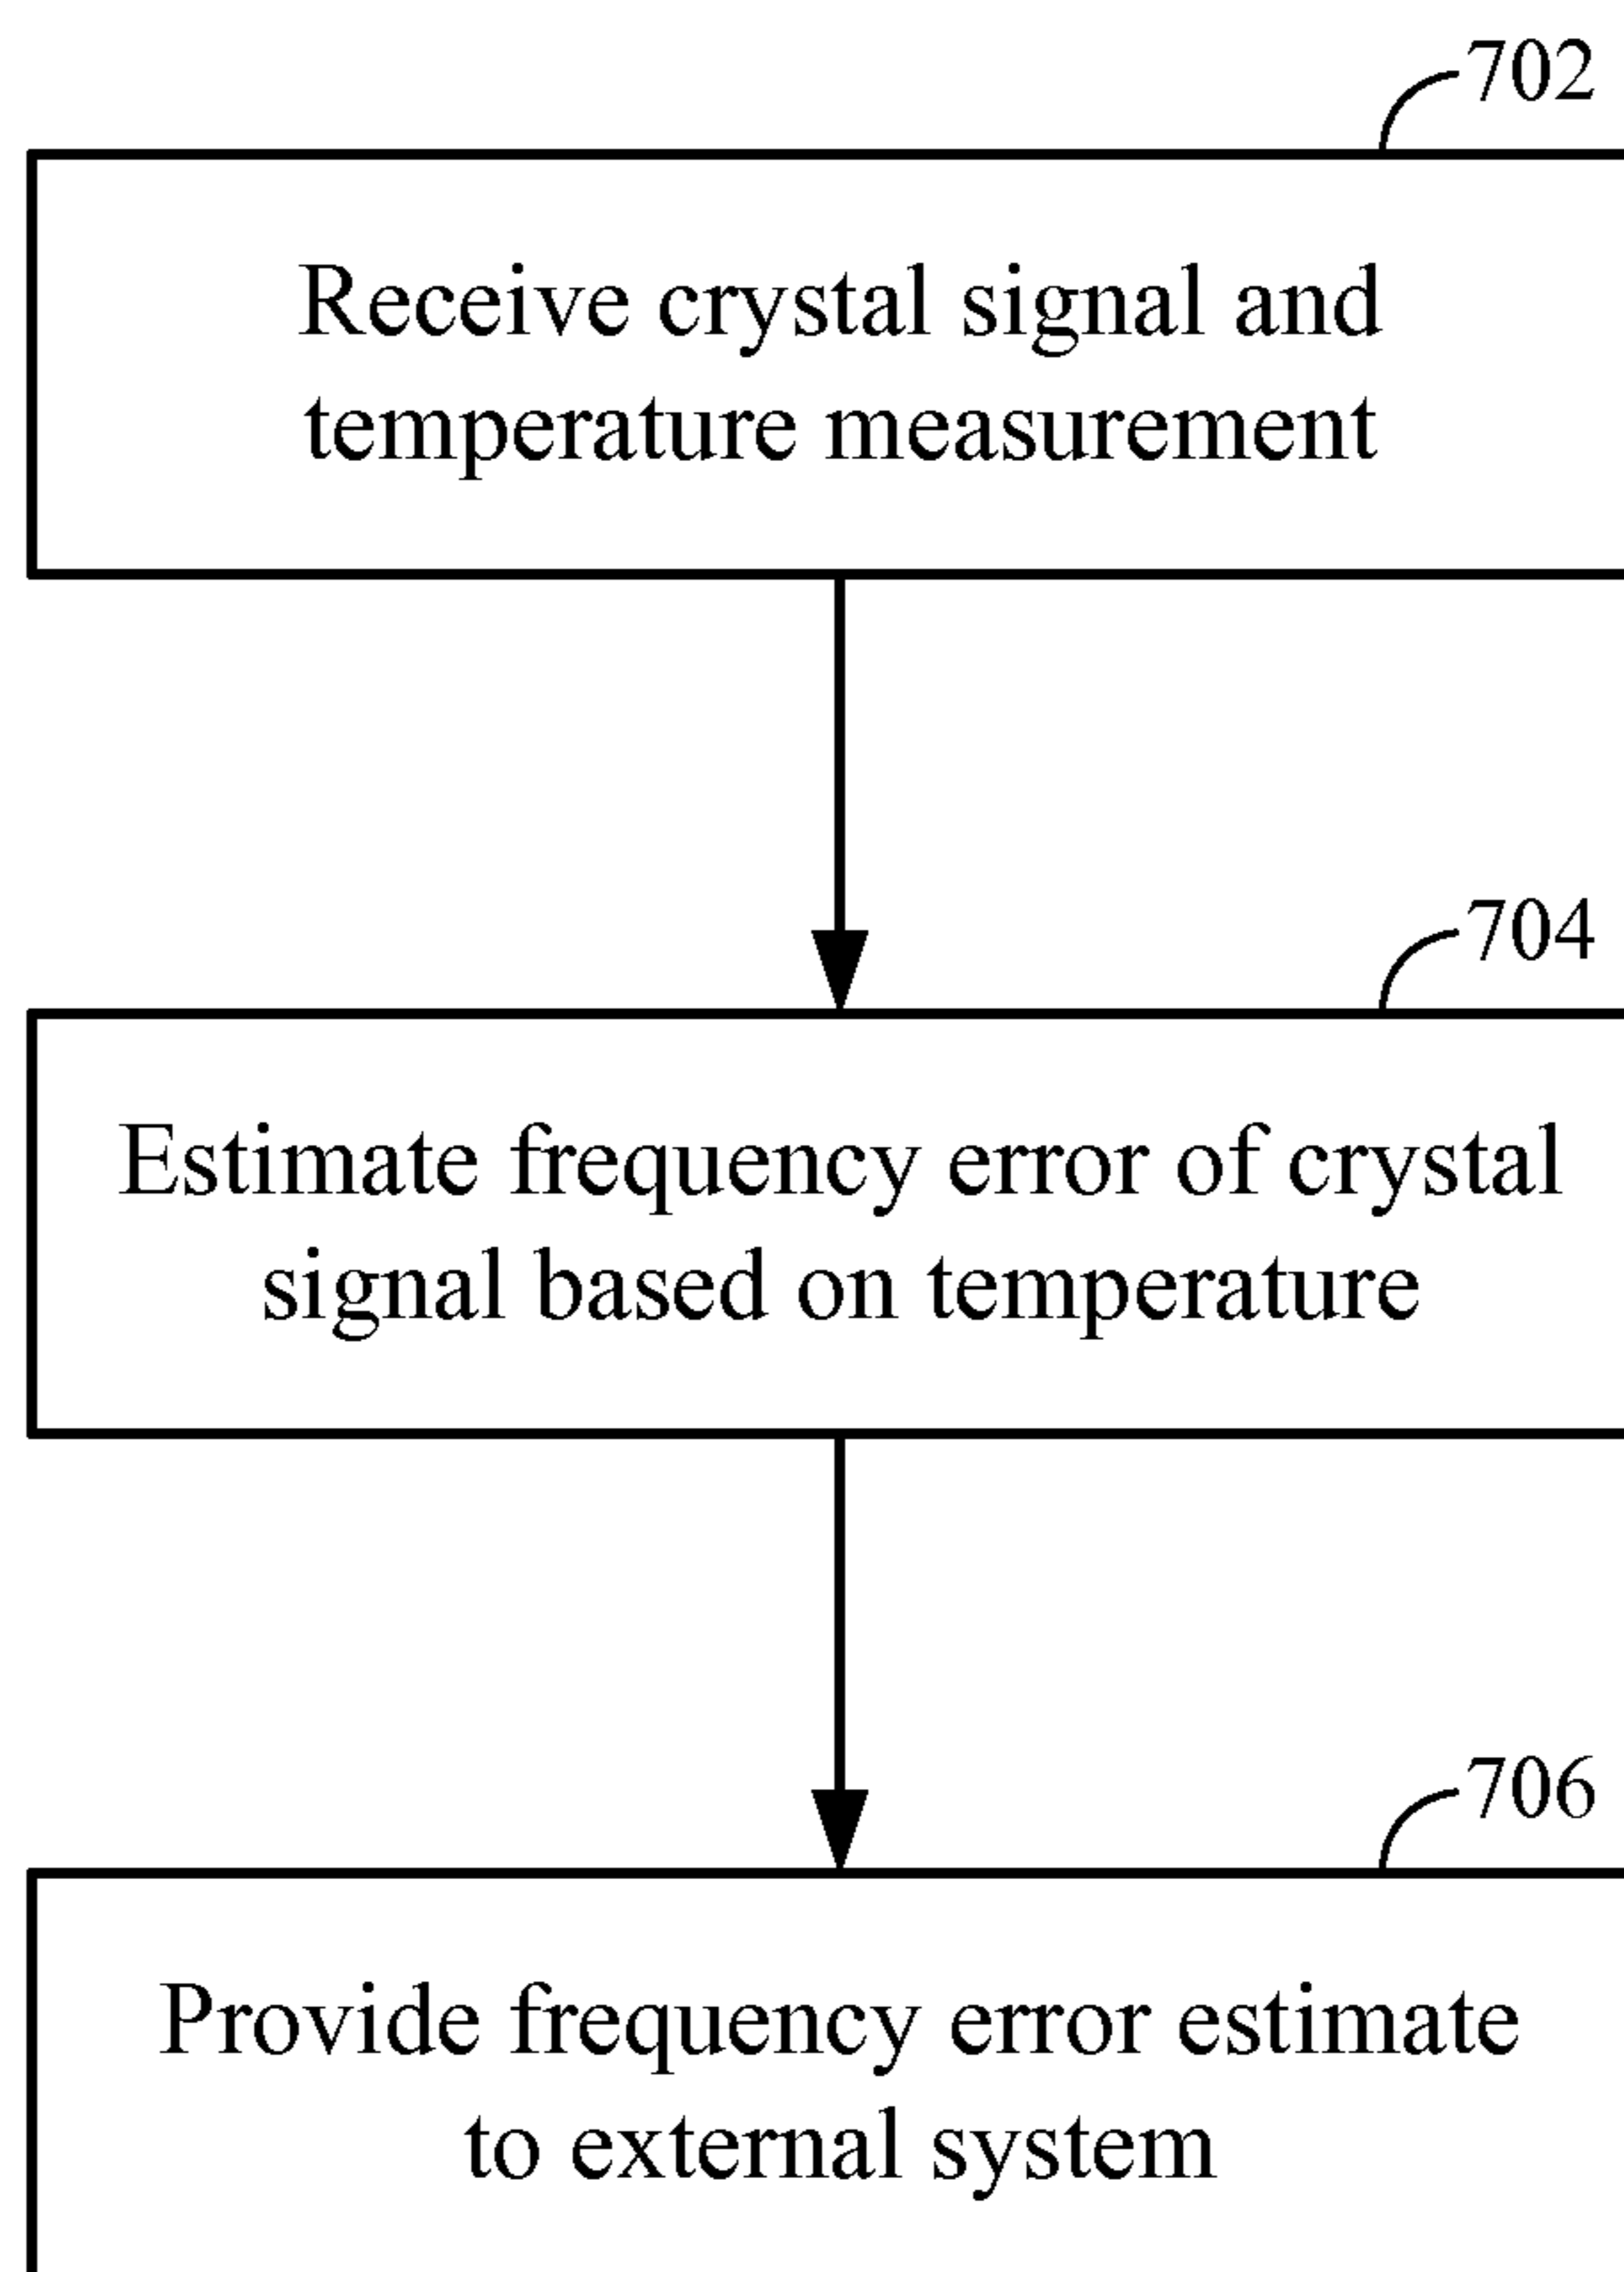 702
Receive crystal signal and
temperature measurement
704
Estimate frequency error of crystal
signal based on temperature
706
Provide frequency error estimate
to external system